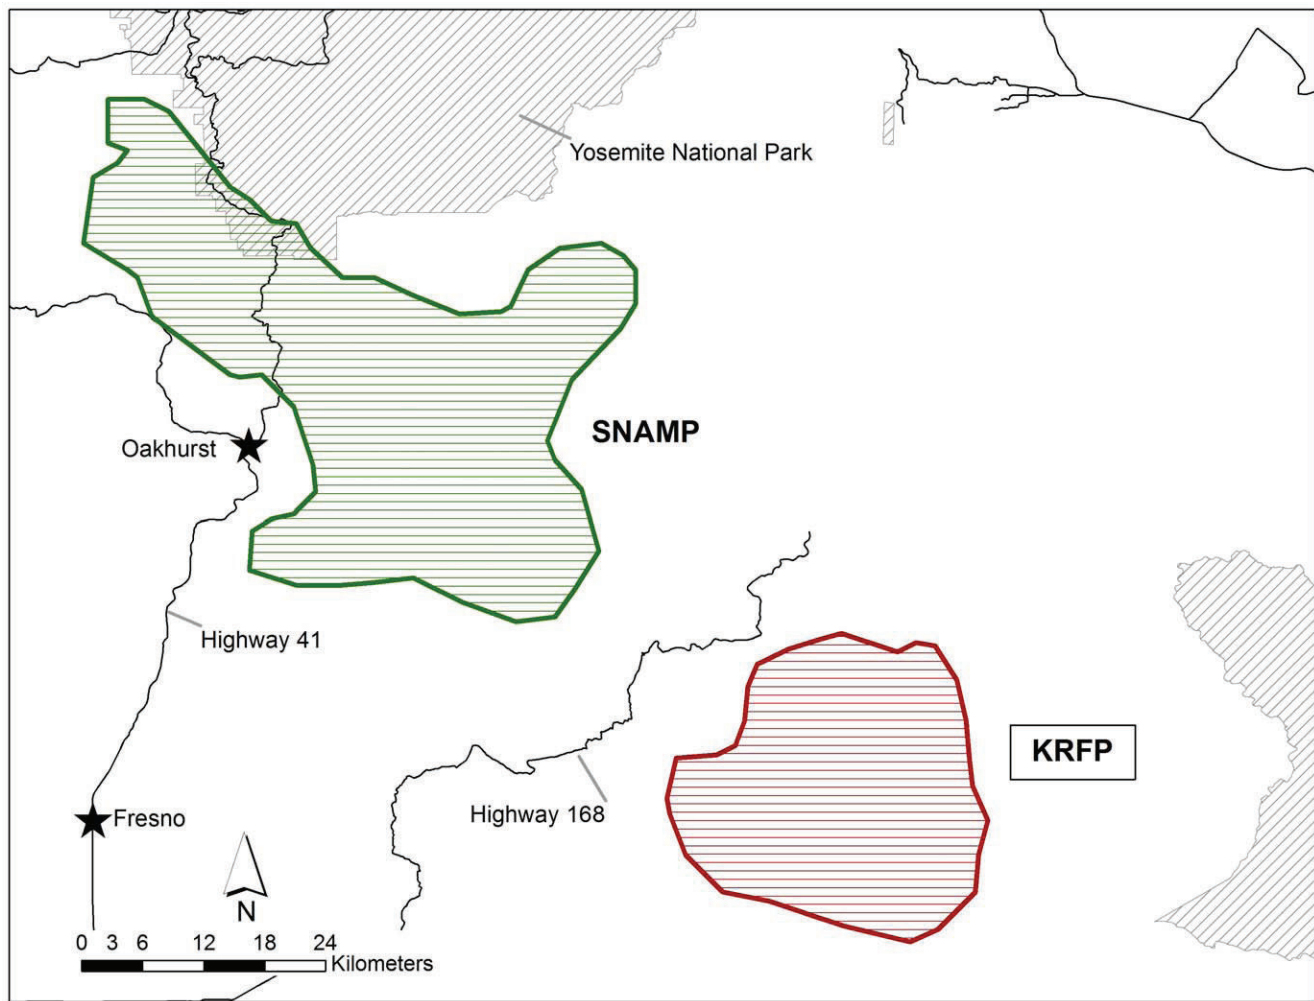 Yosemite National Park
SNAMP
Oakhurst
Highway 41
KRFP
Highway 168
Fresno
N
0 3 6 12 18 24
Kilometers